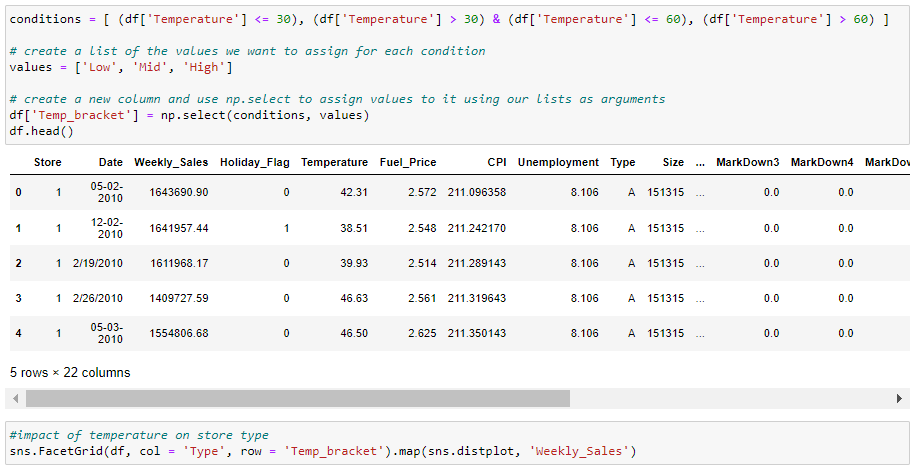 conditions = [ (df['Temperature'] <= 30), (df['Temperature'] > 30) & (df['Temperature'] <= 60), (df['Temperature'] > 60) ]
# create a list of the values we want to assign for each condition
values = ['Low', 'Mid', 'High']
# create a new column and use np.select to assign values to it using our lists as arguments
df['Temp_bracket'] = np.select(conditions, values)
df.head()
Store Date Weekly_Sales Holiday_Flag Temperature Fuel_Price CPI Unemployment Type Size ... MarkDown3 MarkDown4 MarkDov
0 1 05-02-2010 1643690.90 0 42.31 2.572 211.096358 8.106 A 151315 ... 0.0 0.0
1 1 12-02-2010 1641957.44 1 38.51 2.548 211.242170 8.106 A 151315 ... 0.0 0.0
2 1 2/19/2010 1611968.17 0 39.93 2.514 211.289143 8.106 A 151315 ... 0.0 0.0
3 1 2/26/2010 1409727.59 0 46.63 2.561 211.319643 8.106 A 151315 ... 0.0 0.0
4 1 05-03-2010 1554806.68 0 46.50 2.625 211.350143 8.106 A 151315 ... 0.0 0.0
5 rows × 22 columns
#impact of temperature on store type
sns.FacetGrid(df, col = 'Type', row = 'Temp_bracket').map(sns.distplot, 'Weekly_Sales')